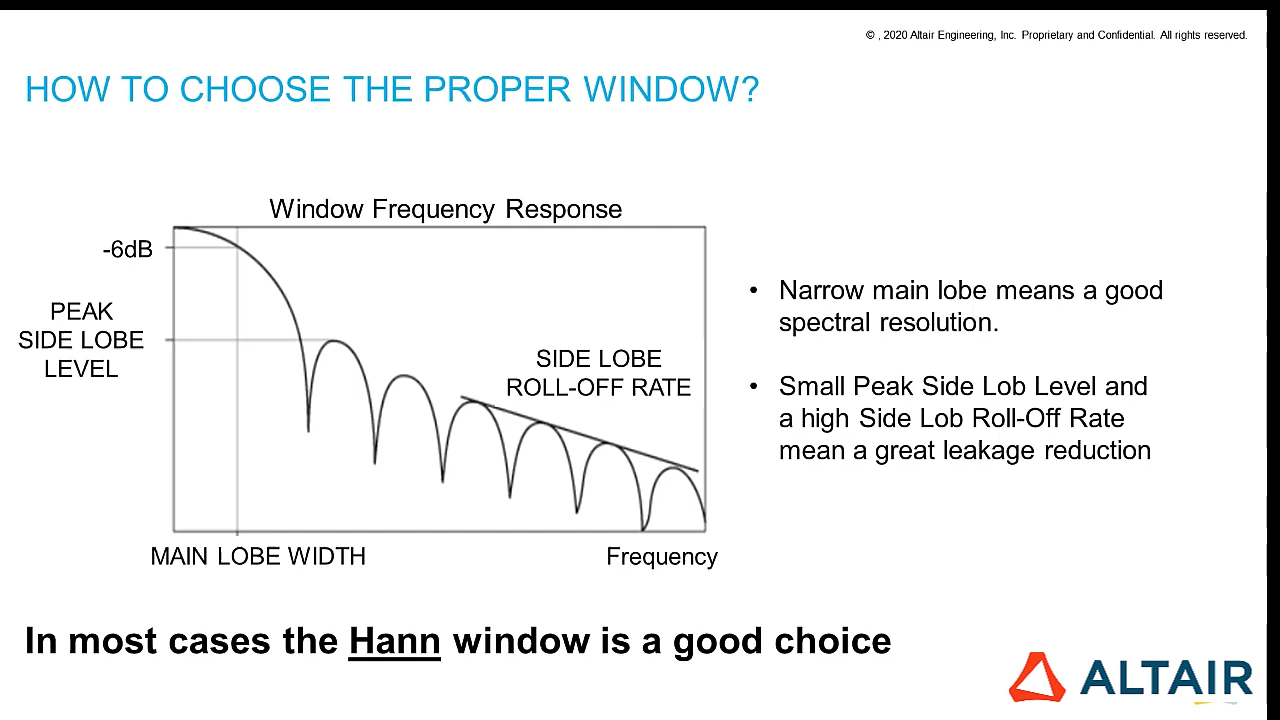 © , 2020 Altair Engineering, Inc. Proprietary and Confidential. All rights reserved.
HOW TO CHOOSE THE PROPER WINDOW?
Window Frequency Response
-6dB
PEAK
SIDE LOBE
LEVEL
SIDE LOBE
ROLL-OFF RATE
MAIN LOBE WIDTH
Frequency
• Narrow main lobe means a good
spectral resolution.
• Small Peak Side Lob Level and
a high Side Lob Roll-Off Rate
mean a great leakage reduction
In most cases the Hann window is a good choice
ALTAIR